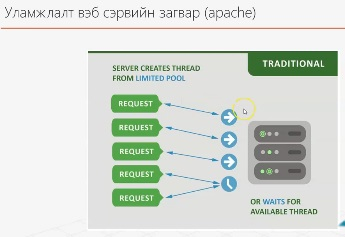 Уламжлалт вэб сэрвийн загвар (apache)
TRADITIONAL
SERVER CREATES THREAD
FROM LIMITED POOL
REQUEST
REQUEST
REQUEST
REQUEST
REQUEST
OR WAITS FOR
AVAILABLE THREAD